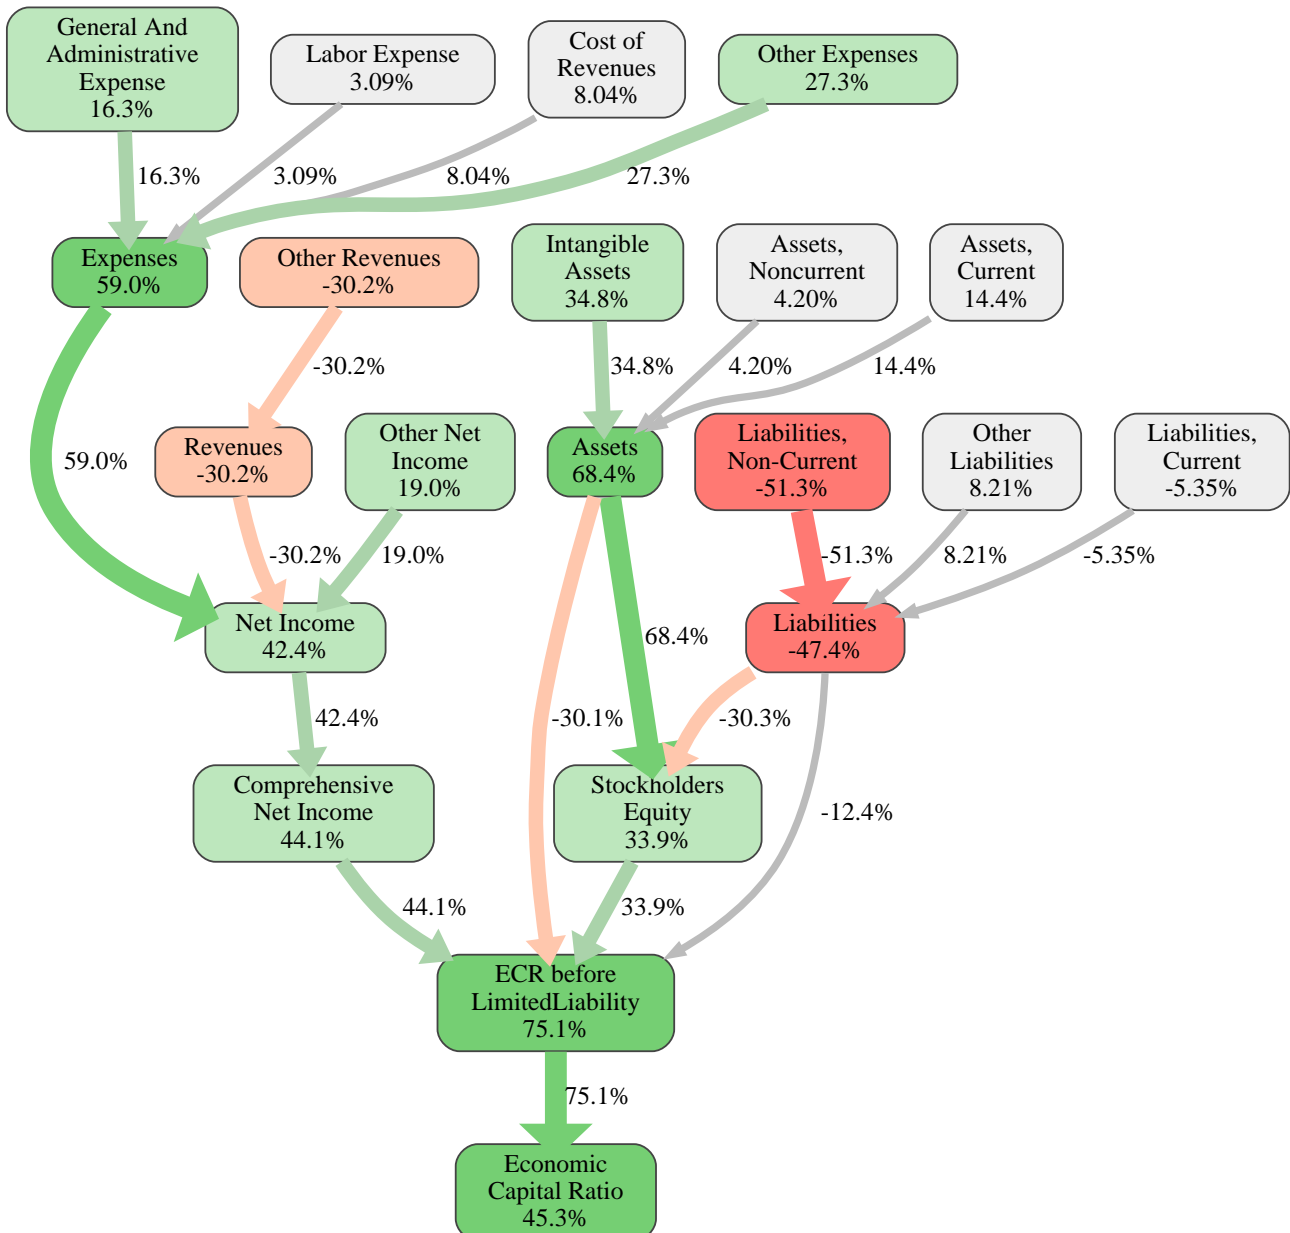 General And
Administrative
Expense
16.3%
Labor Expense
3.09%
Cost of
Revenues
8.04%
Other Expenses
27.3%
16.3%
3.09%
8.04%
27.3%
Expenses
59.0%
Other Revenues
-30.2%
Intangible
Assets
34.8%
Assets,
Noncurrent
4.20%
Assets,
Current
14.4%
-30.2%
34.8%
4.20%
14.4%
59.0%
Revenues
-30.2%
Other Net
Income
19.0%
Assets
68.4%
Liabilities,
Non-Current
-51.3%
Other
Liabilities
8.21%
Liabilities,
Current
-5.35%
-30.2%
19.0%
-51.3%
8.21%
-5.35%
Net Income
42.4%
68.4%
Liabilities
-47.4%
42.4%
-30.1%
-30.3%
Comprehensive
Net Income
44.1%
Stockholders
Equity
33.9%
-12.4%
44.1%
33.9%
ECR before
LimitedLiability
75.1%
75.1%
Economic
Capital Ratio
45.3%